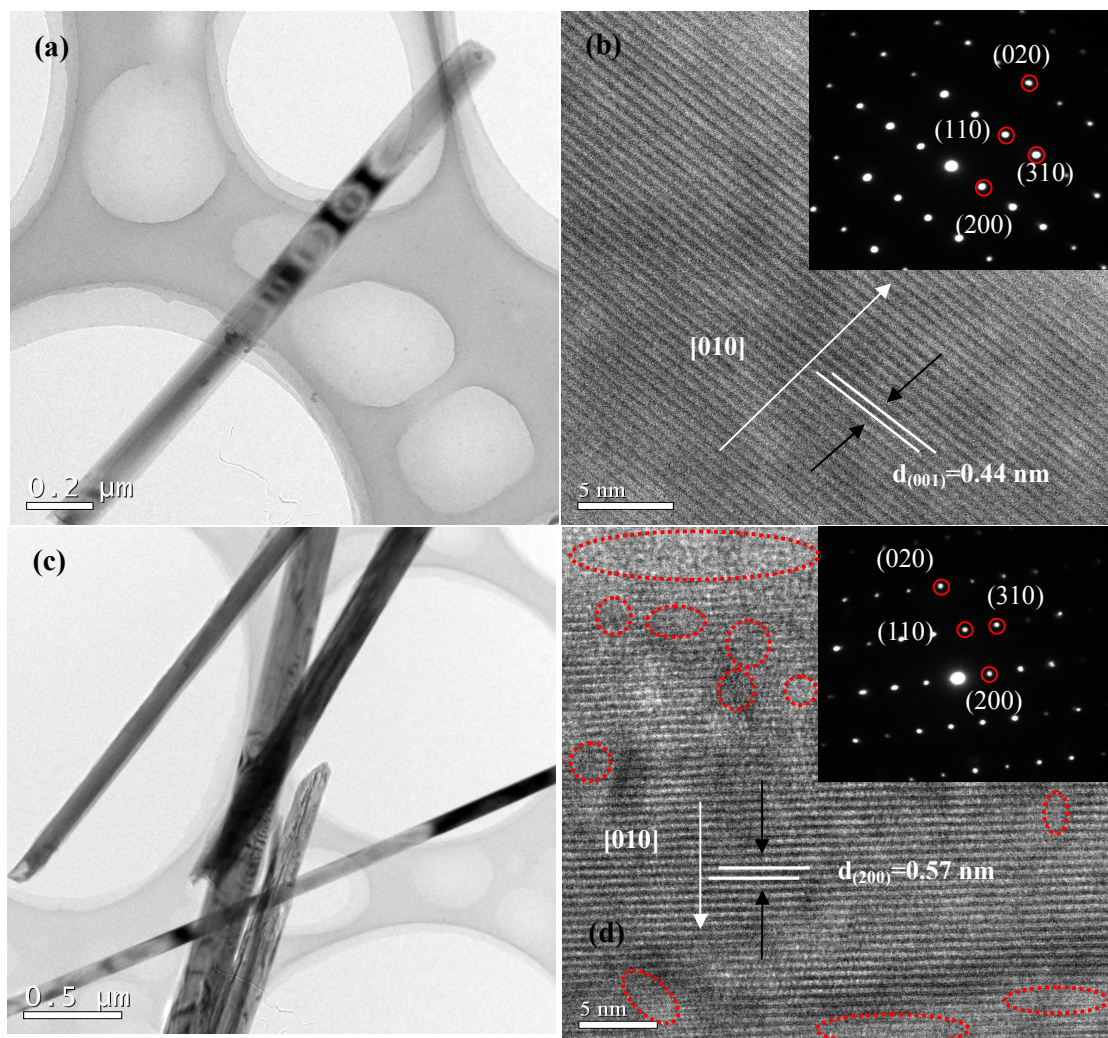 (a)
0.2 µm
(b)
(020)
(110)
(310)
(200)
[010]
d(001)=0.44 nm
5 nm
(c)
0.5 µm
(020)
(310)
(110)
(200)
[010]
d(200)=0.57 nm
(d)
5 nm